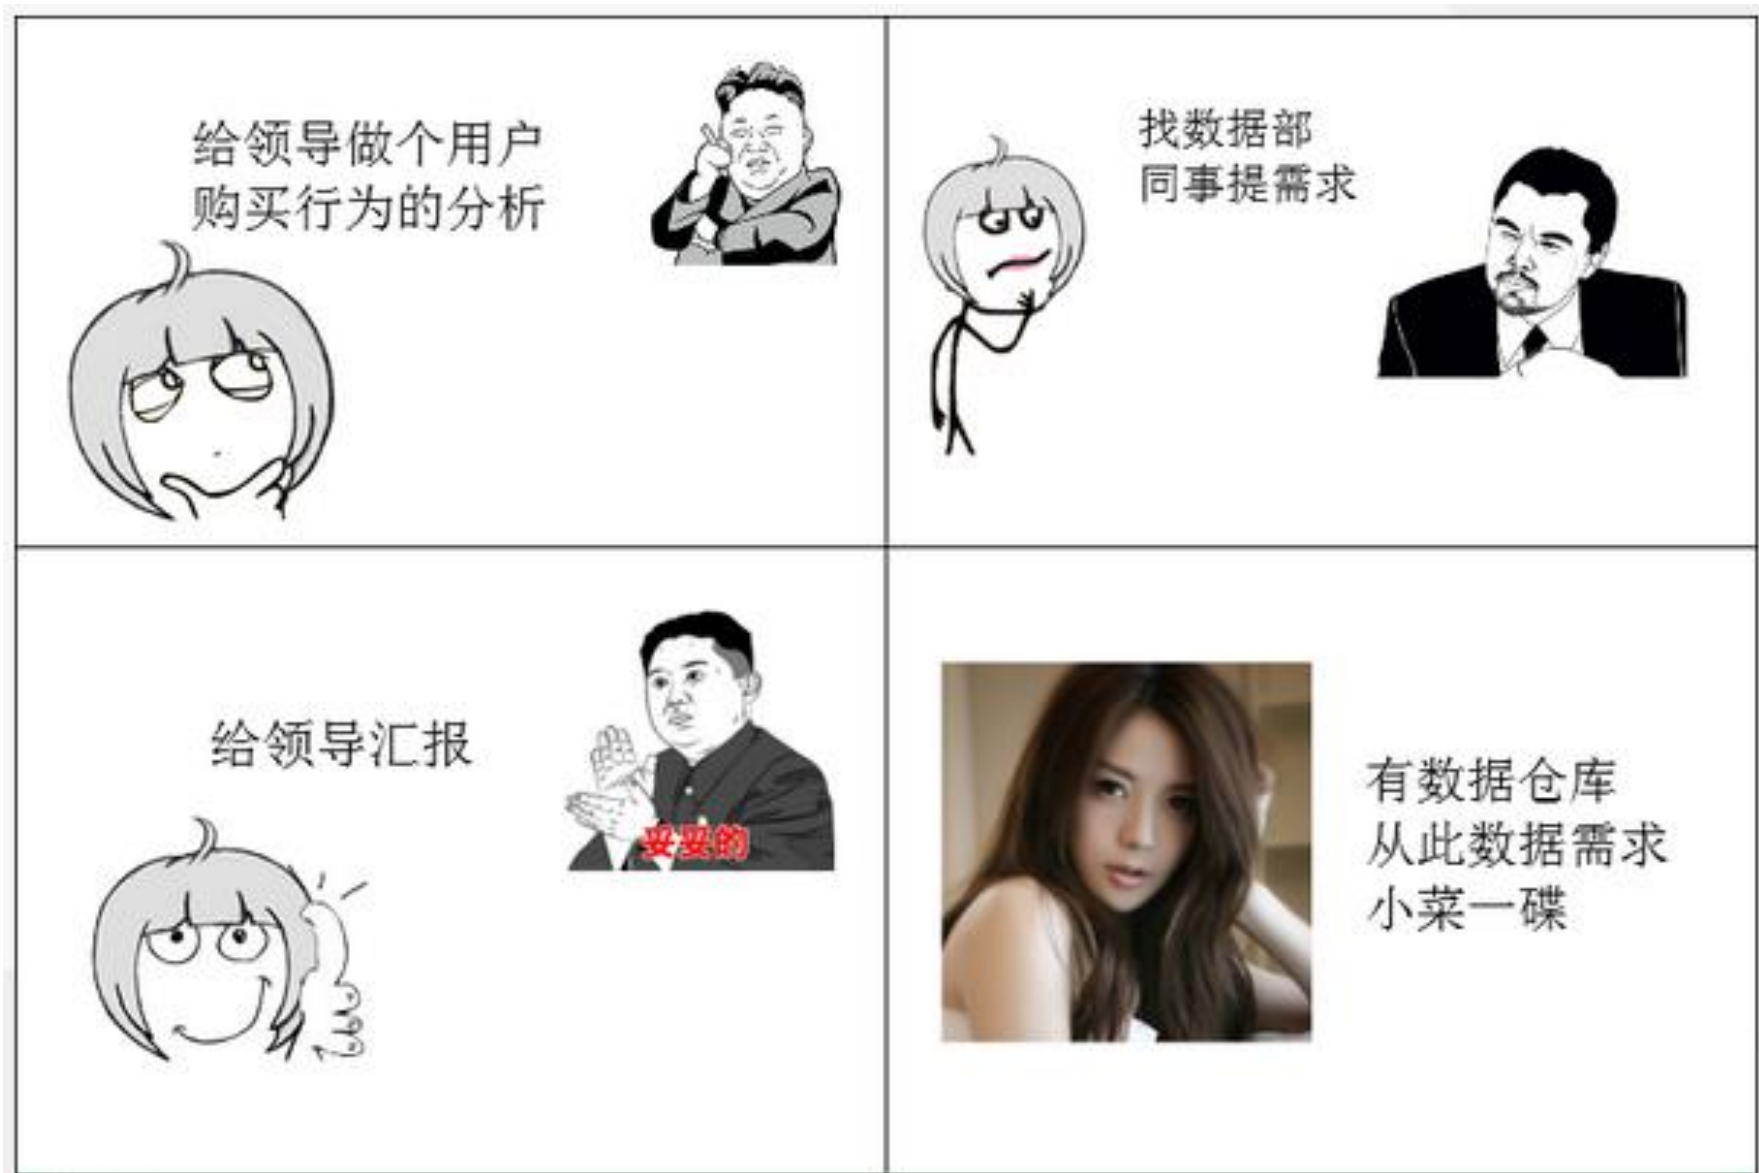 给领导做个用户
购买行为的分析
找数据部
同事提需求
给领导汇报
妥妥的
有数据仓库
从此数据需求
小菜一碟